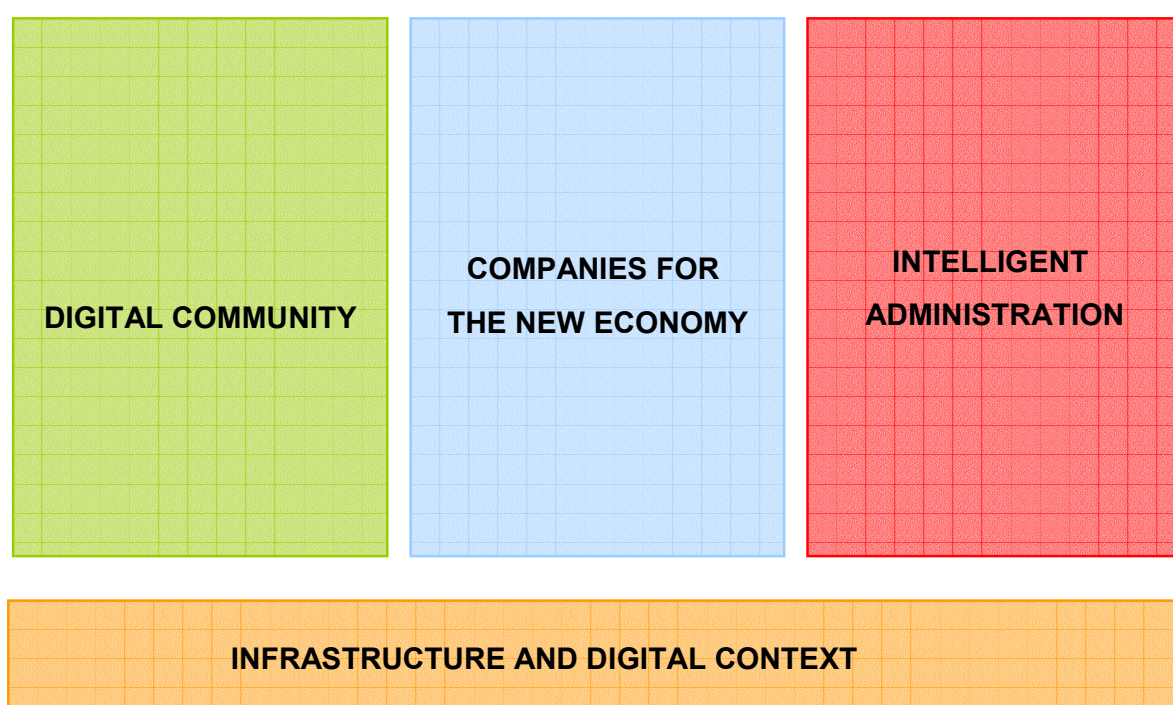 DIGITAL COMMUNITY
COMPANIES FOR
THE NEW ECONOMY
INTELLIGENT
ADMINISTRATION
INFRASTRUCTURE AND DIGITAL CONTEXT